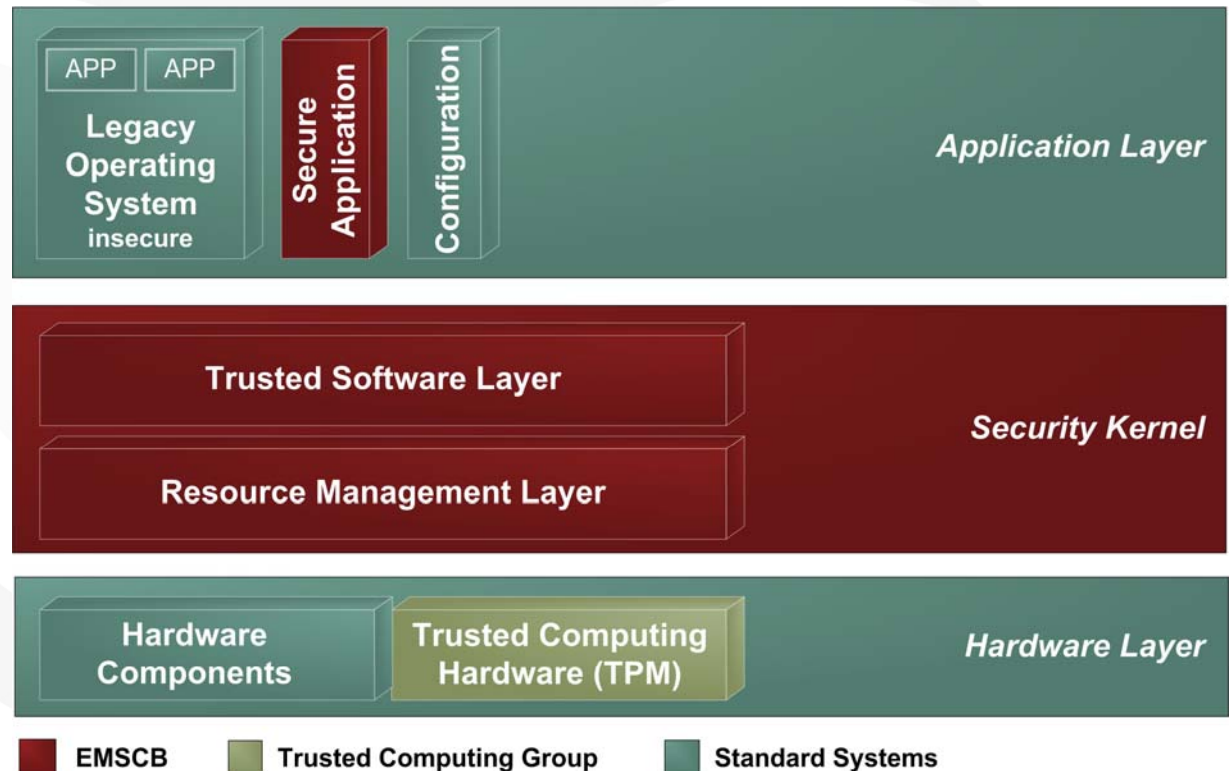 APP APP
Legacy
Operating
System
insecure
Secure
Application
Configuration
Application Layer
Trusted Software Layer
Resource Management Layer
Security Kernel
Hardware
Components
Trusted Computing
Hardware (TPM)
Hardware Layer
EMSCB Trusted Computing Group Standard Systems